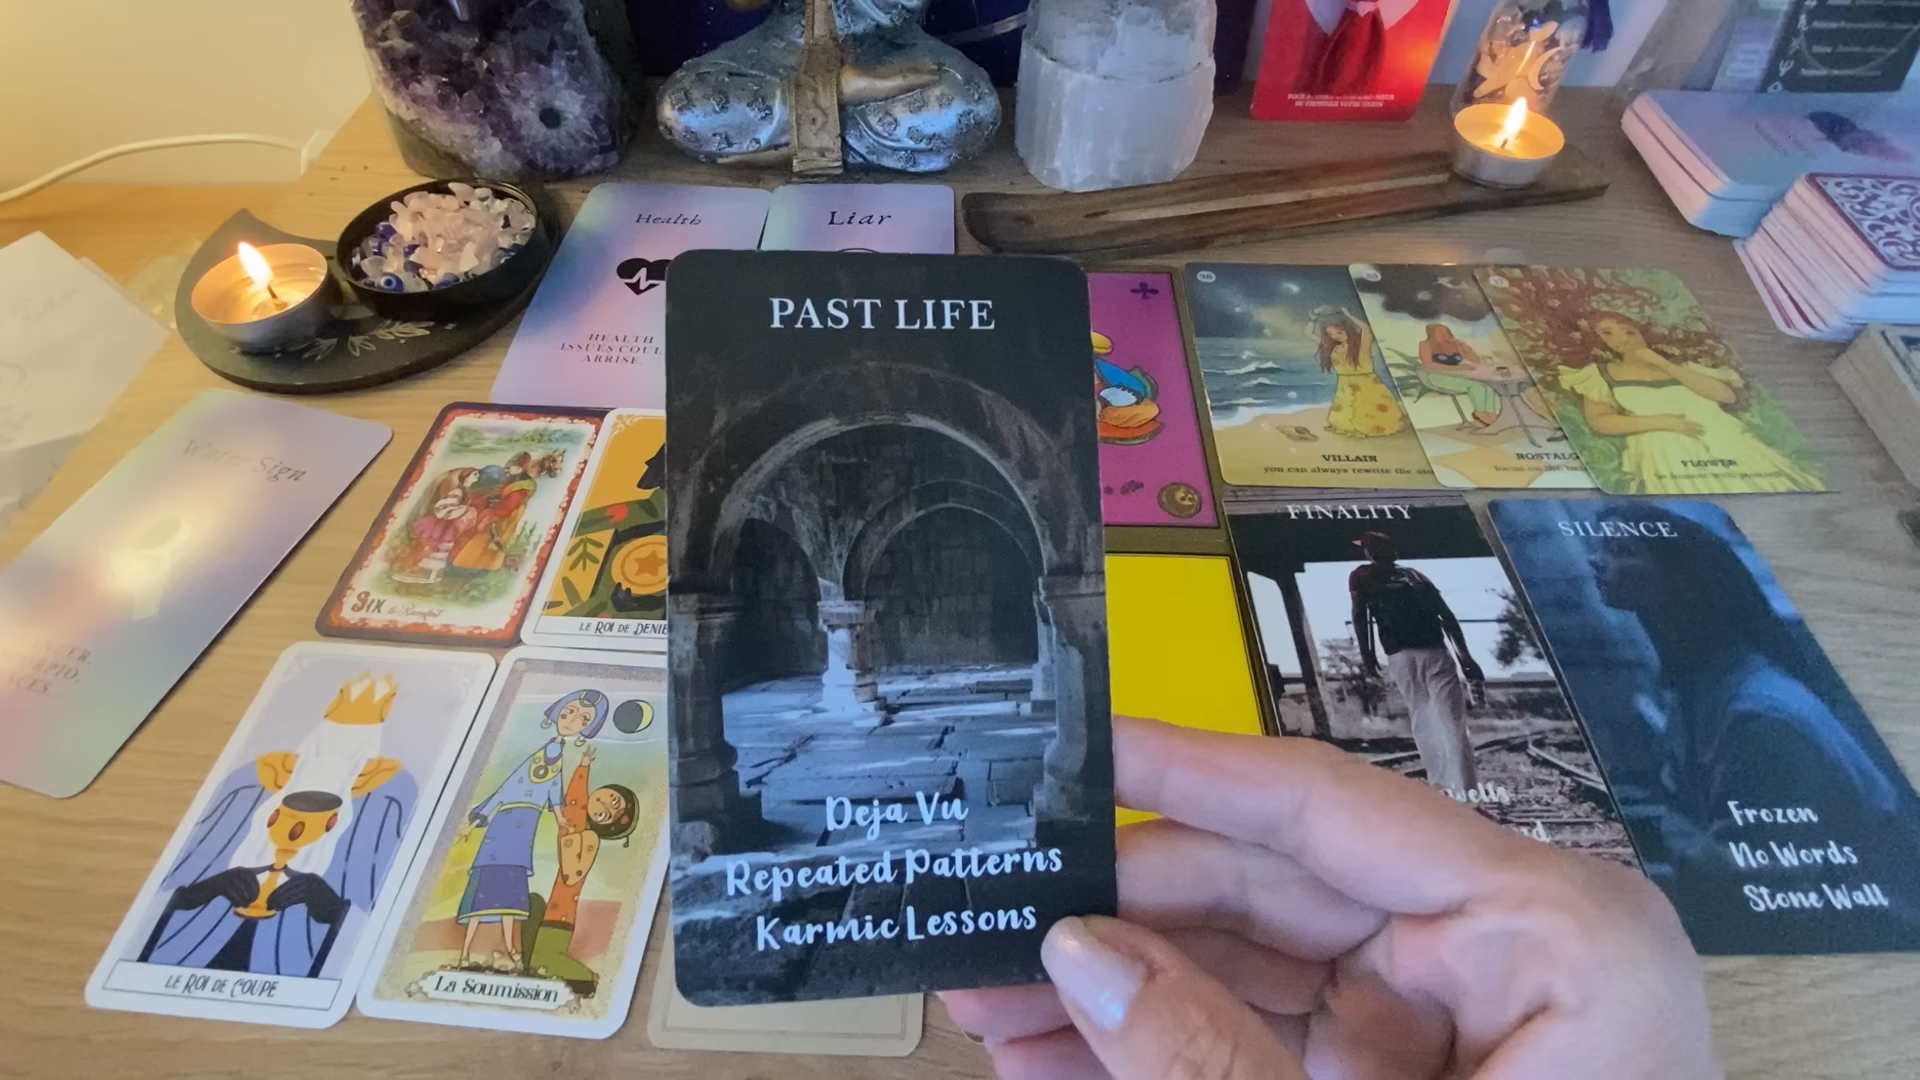 Health
HEALTH
ISSUES COUL
ARRISE.
Liar
Water Sign
SIX
LE ROI DE DENIE
LE ROI DE COUPE
La Soumission
PAST LIFE
Deja Vu
Repeated Patterns
Karmic Lessons
VILLAIN
you can always rewrite the sto
NOSTALG
FLOWER
FINALITY
SILENCE
Frozen
No Words
Stone Wall